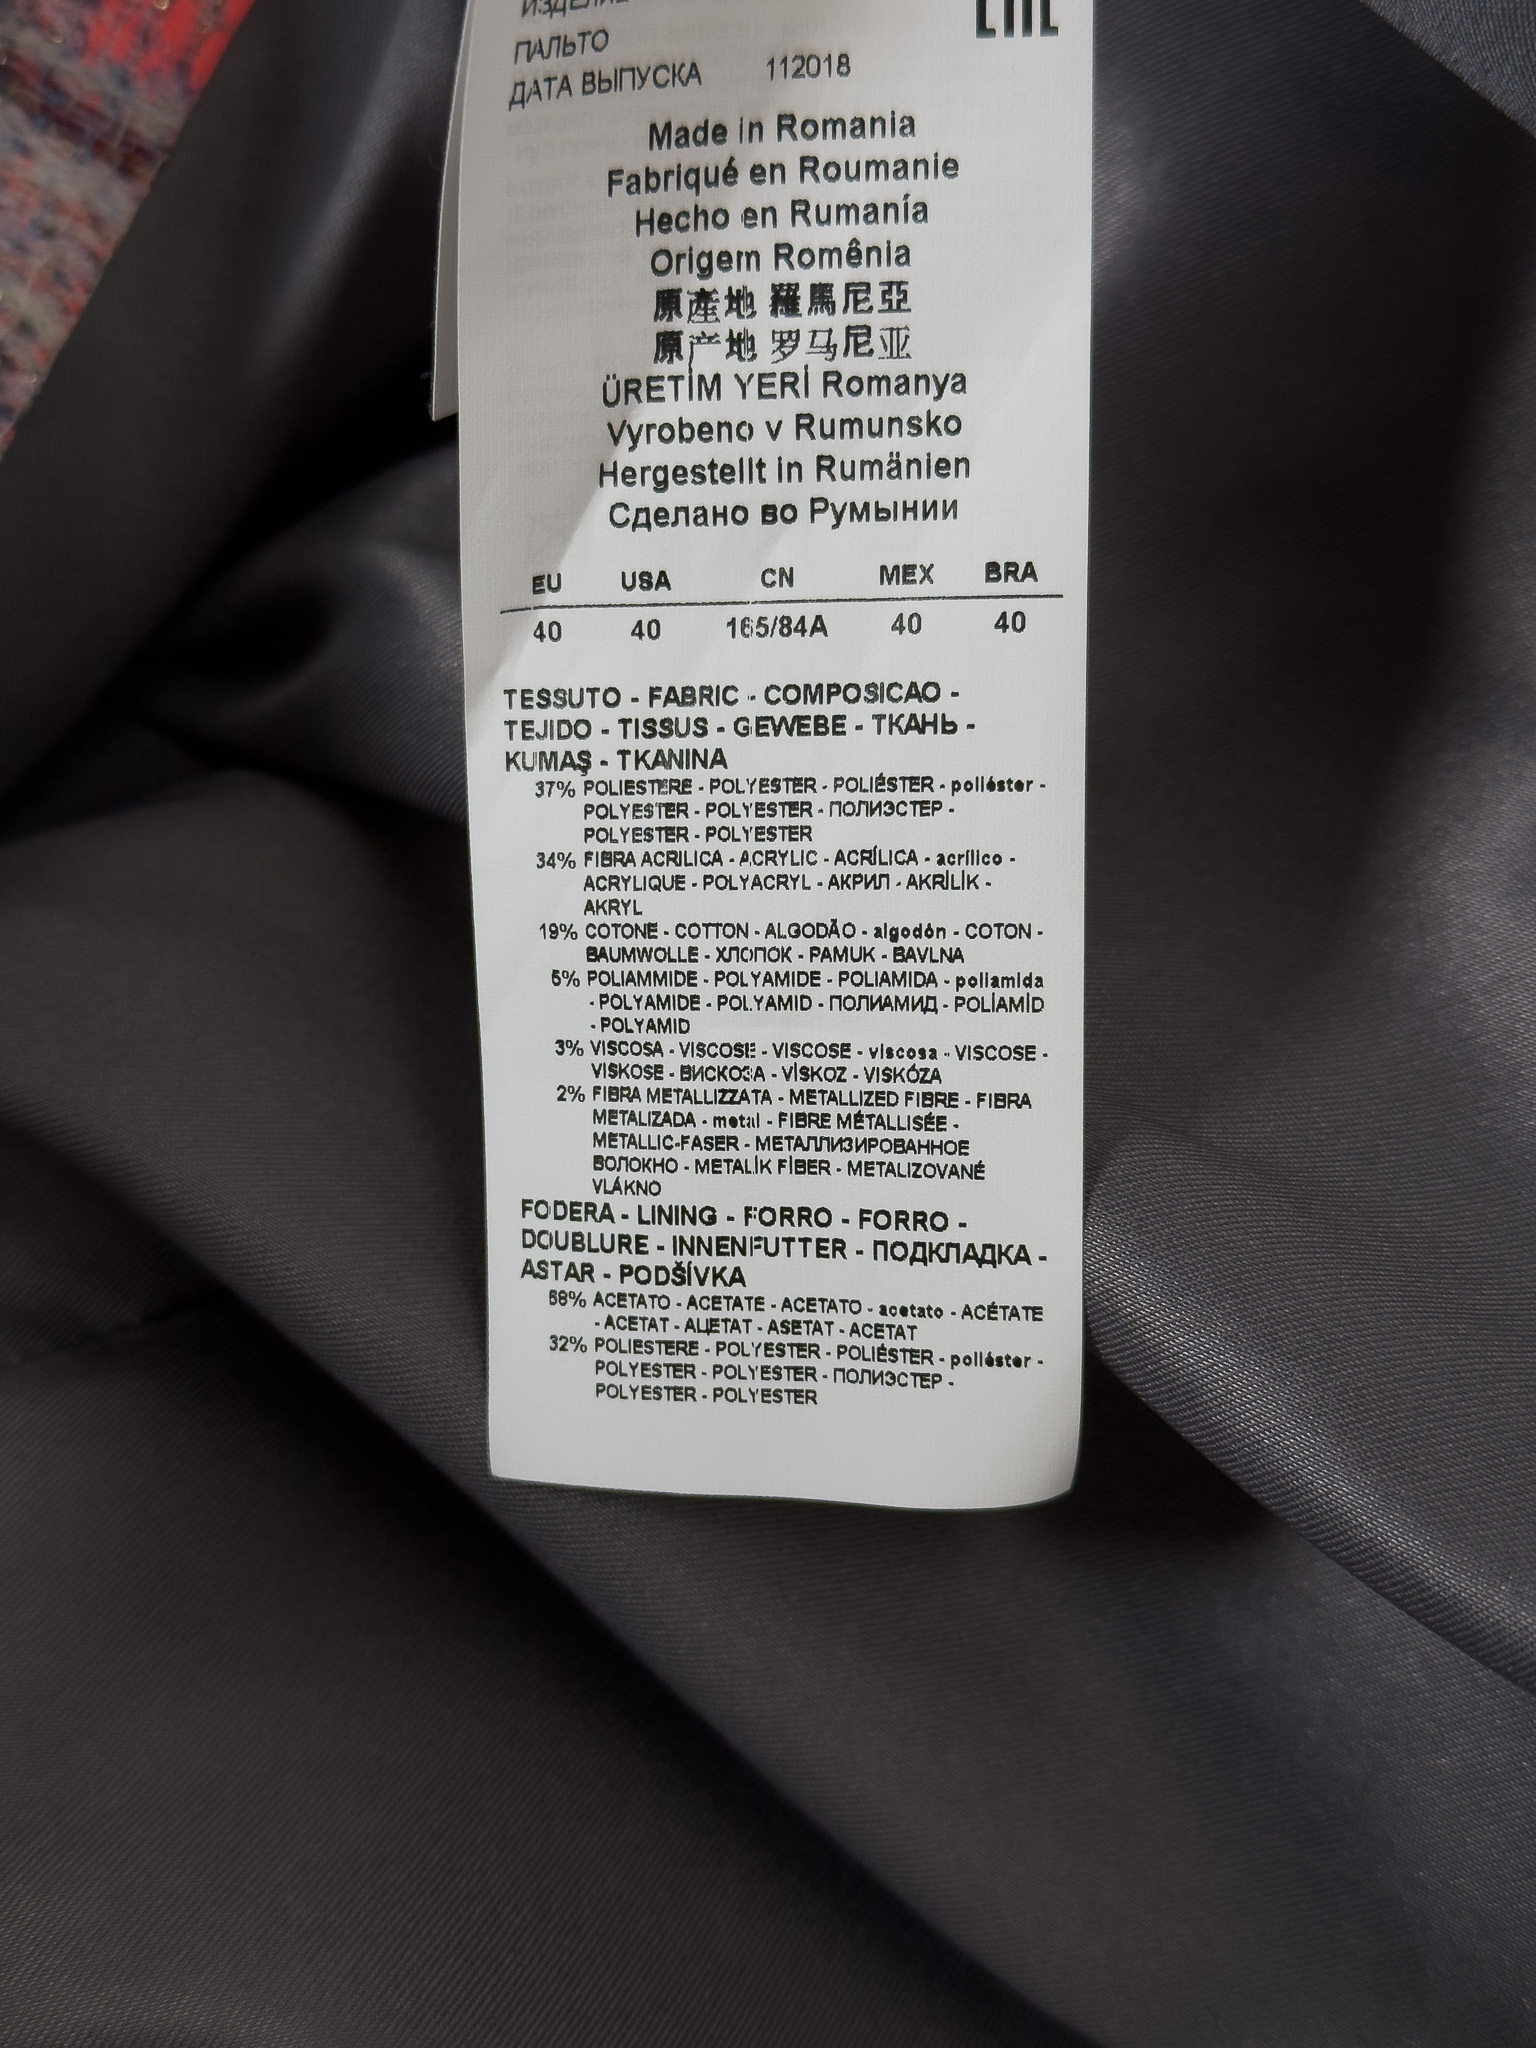 ИЗДЕЛИЕ
EAC
ПАЛЬТО
ДАТА ВЫПУСКА 112018
Made in Romania
Fabriqué en Roumanie
Hecho en Rumanía
Origem Romênia
原產地 羅馬尼亞
原产地 罗马尼亚
ÜRETİM YERİ Romanya
Vyrobeno v Rumunsko
Hergestellt in Rumänien
Сделано во Румынии
EU USA CN MEX BRA
40 40 165/84A 40 40
TESSUTO - FABRIC - COMPOSICAO -
TEJIDO - TISSUS - GEWEBE - ТКАНЬ -
KUMAŞ - TKANINA
37% POLIESTERE - POLYESTER - POLIÉSTER - poliéster -
POLYESTER - POLYESTER - ПОЛИЭСТЕР -
POLYESTER - POLYESTER
34% FIBRA ACRILICA - ACRYLIC - ACRÍLICA - acrílico -
ACRYLIQUE - POLYACRYL - АКРИЛ - AKRİLİK -
AKRYL
19% COTONE - COTTON - ALGODÃO - algodón - COTON -
BAUMWOLLE - ХЛОПОК - PAMUK - BAVLNA
5% POLIAMMIDE - POLYAMIDE - POLIAMIDA - poliamida
- POLYAMIDE - POLYAMID - ПОЛИАМИД - POLİAMİD
- POLYAMID
3% VISCOSA - VISCOSE - VISCOSE - viscosa - VISCOSE -
VISKOSE - ВИСКОЗА - VİSKOZ - VISKÓZA
2% FIBRA METALLIZZATA - METALLIZED FIBRE - FIBRA
METALIZADA - metal - FIBRE MÉTALLISÉE -
METALLIC-FASER - МЕТАЛЛИЗИРОВАННОЕ
ВОЛОКНО - METALİK FİBER - METALIZOVANÉ
VLÁKNO
FODERA - LINING - FORRO - FORRO -
DOUBLURE - INNENFUTTER - ПОДКЛАДКА -
ASTAR - PODŠÍVKA
68% ACETATO - ACETATE - ACETATO - acetato - ACÉTATE
- ACETAT - АЦЕТАТ - ASETAT - ACETAT
32% POLIESTERE - POLYESTER - POLIÉSTER - poliéster -
POLYESTER - POLYESTER - ПОЛИЭСТЕР -
POLYESTER - POLYESTER